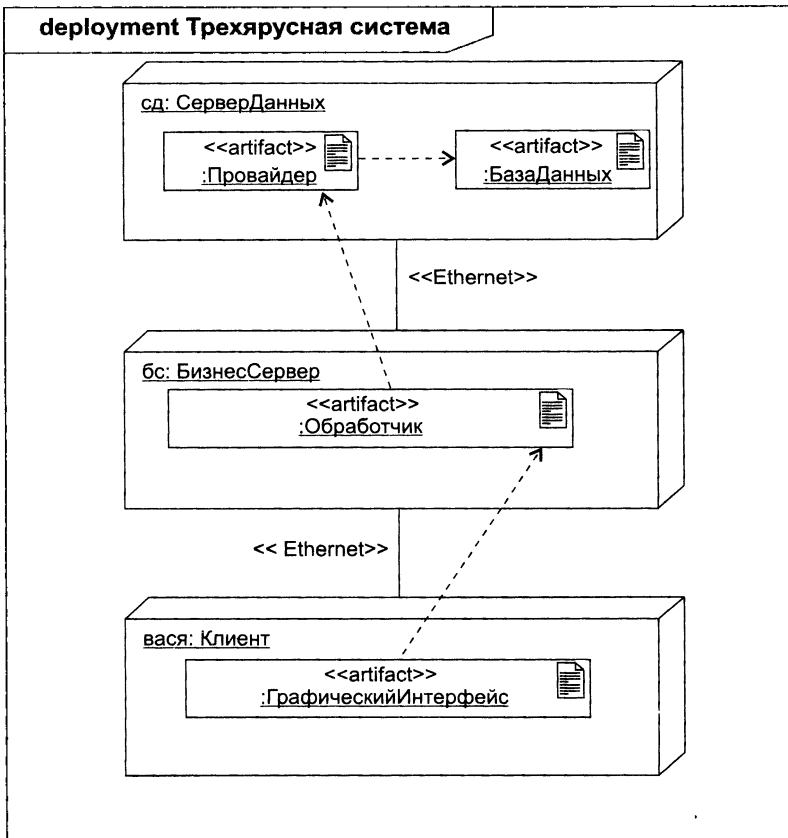 deployment Трехярусная система
сд: СерверДанных
<<artifact>>
:Провайдер
<<artifact>>
:БазаДанных
<<Ethernet>>
бс: БизнесСервер
<<artifact>>
:Обработчик
<< Ethernet>>
вася: Клиент
<<artifact>>
:ГрафическийИнтерфейс